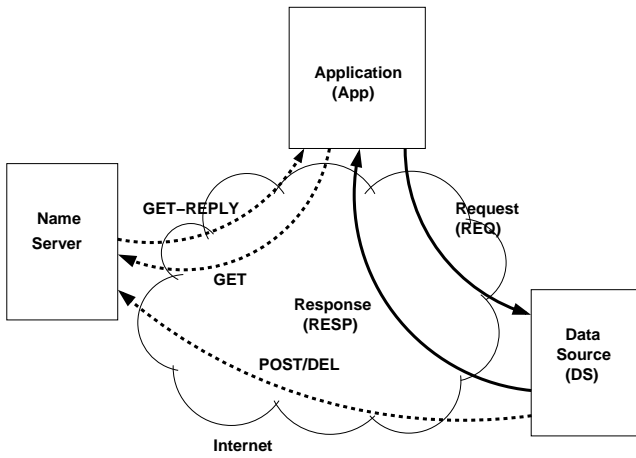 Application
(App)
GET−REPLY
Name
Server
Request
(REQ)
GET
Response
(RESP)
Data
Source
(DS)
POST/DEL
Internet